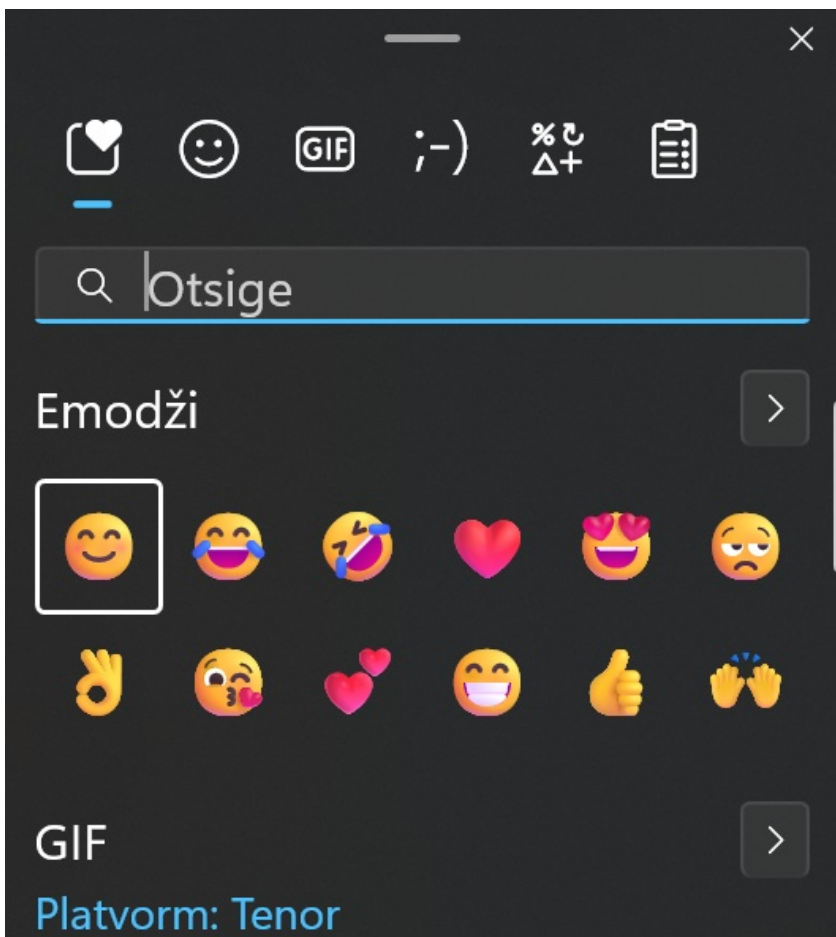 GIF
;-)
Otsige
Emodži
GIF
Platvorm: Tenor